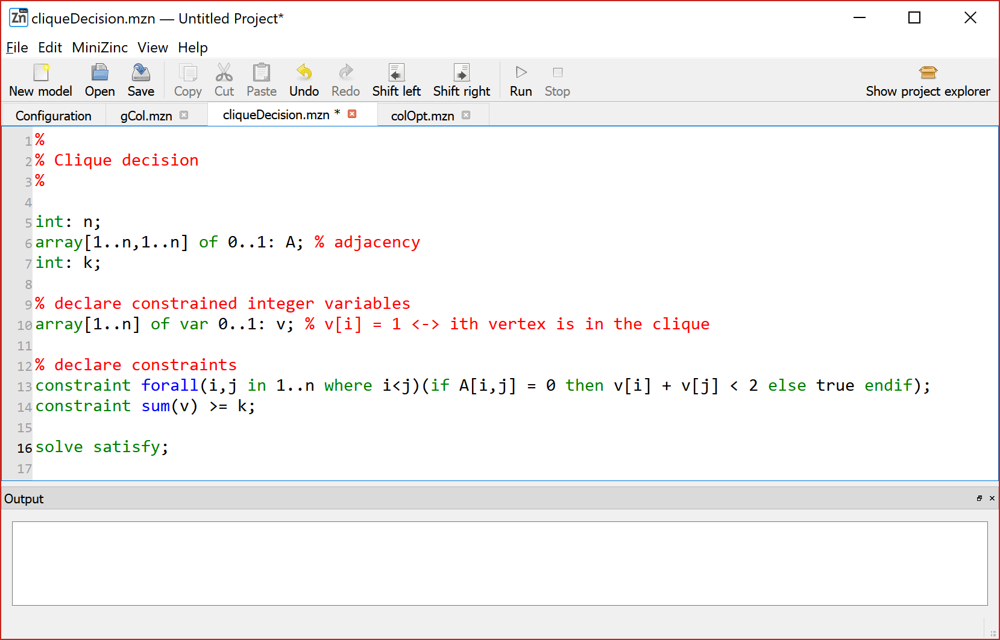 Zn Mini cliqueDecision.mzn — Untitled Project*
File Edit MiniZinc View Help
New model Open Save Copy Cut Paste Undo Redo Shift left Shift right Run Stop Show project explorer
Configuration gCol.mzn cliqueDecision.mzn * colOpt.mzn
1 %
2 % Clique decision
3 %
4
5 int: n;
6 array[1..n,1..n] of 0..1: A; % adjacency
7 int: k;
8
9 % declare constrained integer variables
10 array[1..n] of var 0..1: v; % v[i] = 1 <-> ith vertex is in the clique
11
12 % declare constraints
13 constraint forall(i,j in 1..n where i<j)(if A[i,j] = 0 then v[i] + v[j] < 2 else true endif);
14 constraint sum(v) >= k;
15
16 solve satisfy;
17
Output